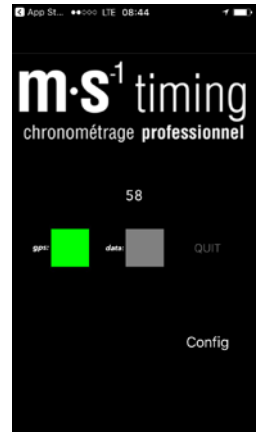 App St... LTE 08:44
m·s⁻¹ timing
chronométrage professionnel
58
gps: data: QUIT
Config